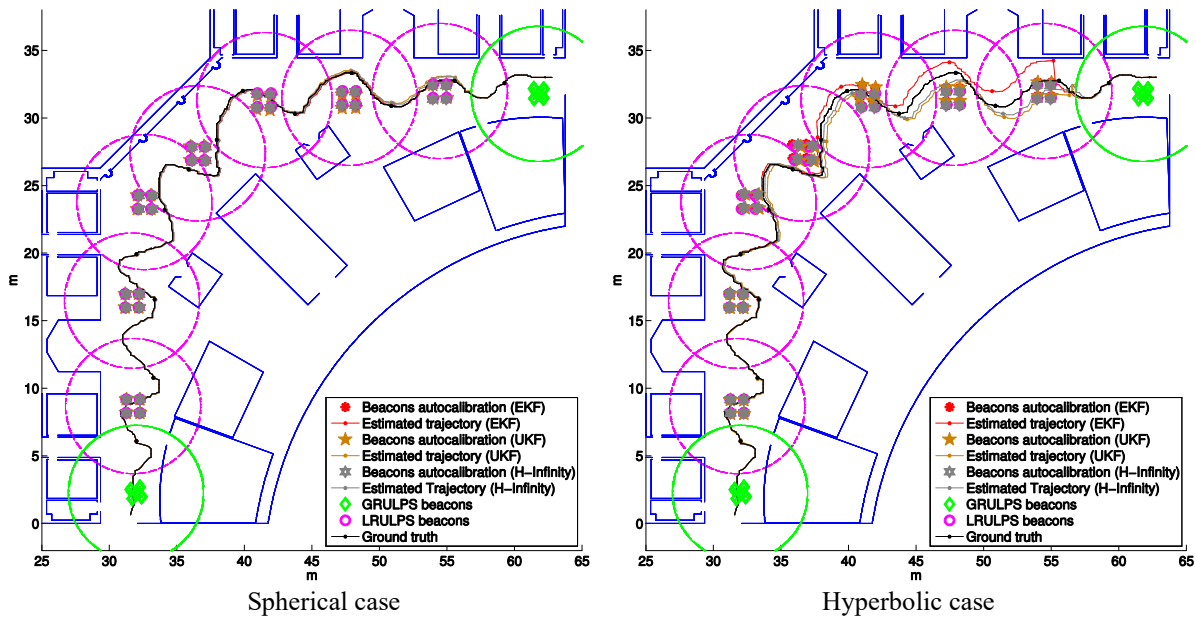 35
30
25
20
m
15
10
5
0
25 30 35 40 45 50 55 60 65
m
Beacons autocalibration (EKF)
Estimated trajectory (EKF)
Beacons autocalibration (UKF)
Estimated trajectory (UKF)
Beacons autocalibration (H-Infinity)
Estimated Trajectory (H-Infinity)
GRULPS beacons
LRULPS beacons
Ground truth
Spherical case
35
30
25
20
m
15
10
5
0
25 30 35 40 45 50 55 60 65
m
Beacons autocalibration (EKF)
Estimated trajectory (EKF)
Beacons autocalibration (UKF)
Estimated trajectory (UKF)
Beacons autocalibration (H-Infinity)
Estimated Trajectory (H-Infinity)
GRULPS beacons
LRULPS beacons
Ground truth
Hyperbolic case